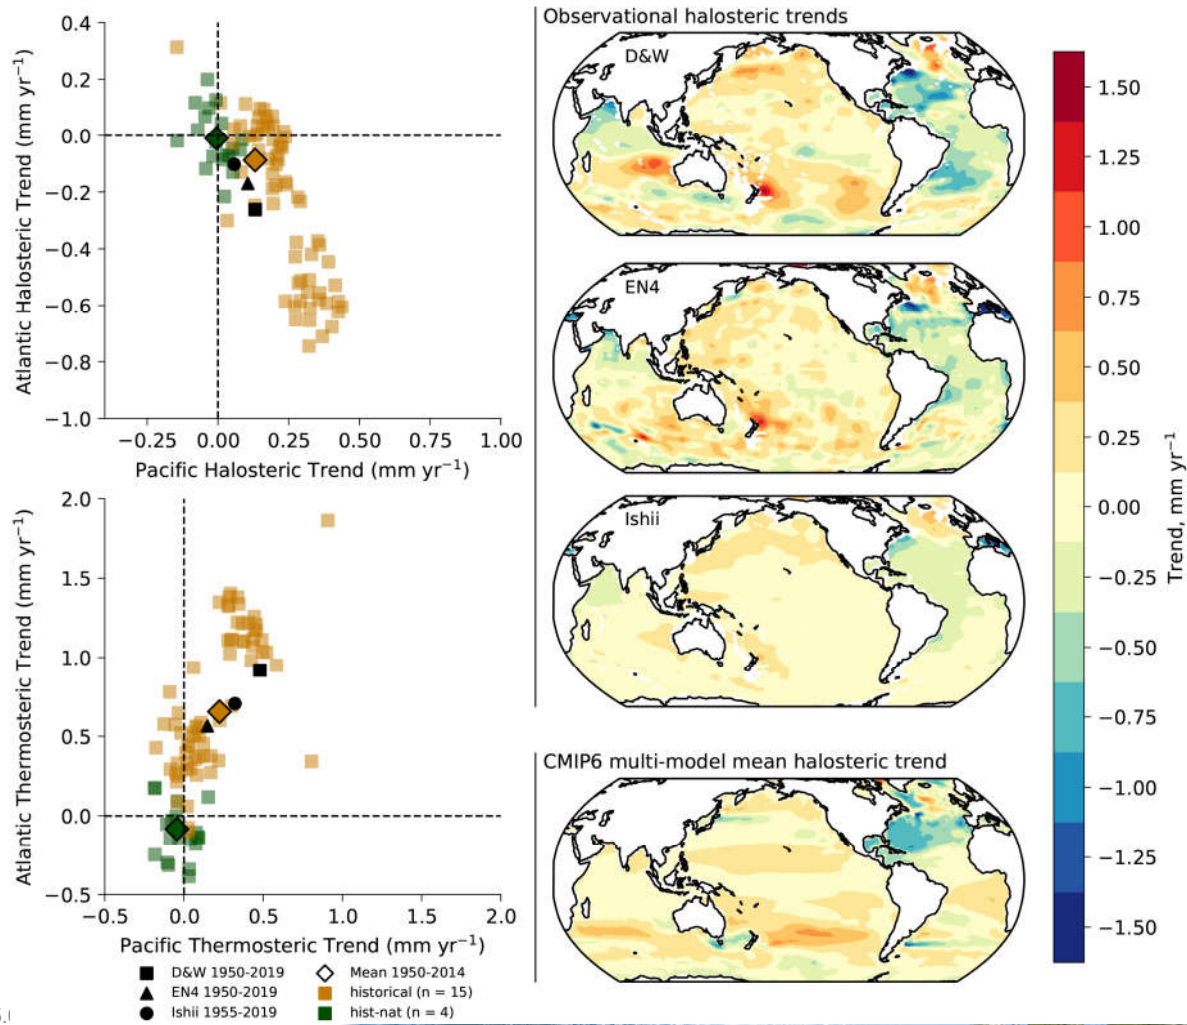 Observational halosteric trends
D&W
EN4
Ishii
CMIP6 multi-model mean halosteric trend
0.4
0.2
0.0
−0.2
−0.4
−0.6
−0.8
−1.0
Atlantic Halosteric Trend (mm yr⁻¹)
−0.25 0.00 0.25 0.50 0.75 1.00
Pacific Halosteric Trend (mm yr⁻¹)
2.0
1.5
1.0
0.5
0.0
−0.5
Atlantic Thermosteric Trend (mm yr⁻¹)
−0.5 0.0 0.5 1.0 1.5 2.0
Pacific Thermosteric Trend (mm yr⁻¹)
D&W 1950-2019
EN4 1950-2019
Ishii 1955-2019
Mean 1950-2014
historical (n = 15)
hist-nat (n = 4)
1.50
1.25
1.00
0.75
0.50
0.25
0.00
−0.25
−0.50
−0.75
−1.00
−1.25
−1.50
Trend, mm yr⁻¹